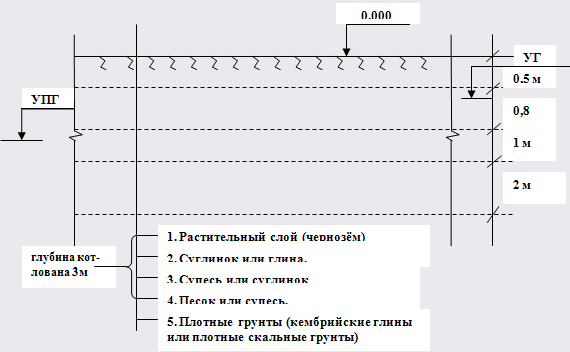 0.000
УГ
0.5 м
УПГ
0,8
1 м
2 м
глубина кот-
лована 3м
1. Растительный слой (чернозём)
2. Суглинок или глина.
3. Супесь или суглинок
4. Песок или супесь.
5. Плотные грунты (кембрийские глины
или плотные скальные грунты)